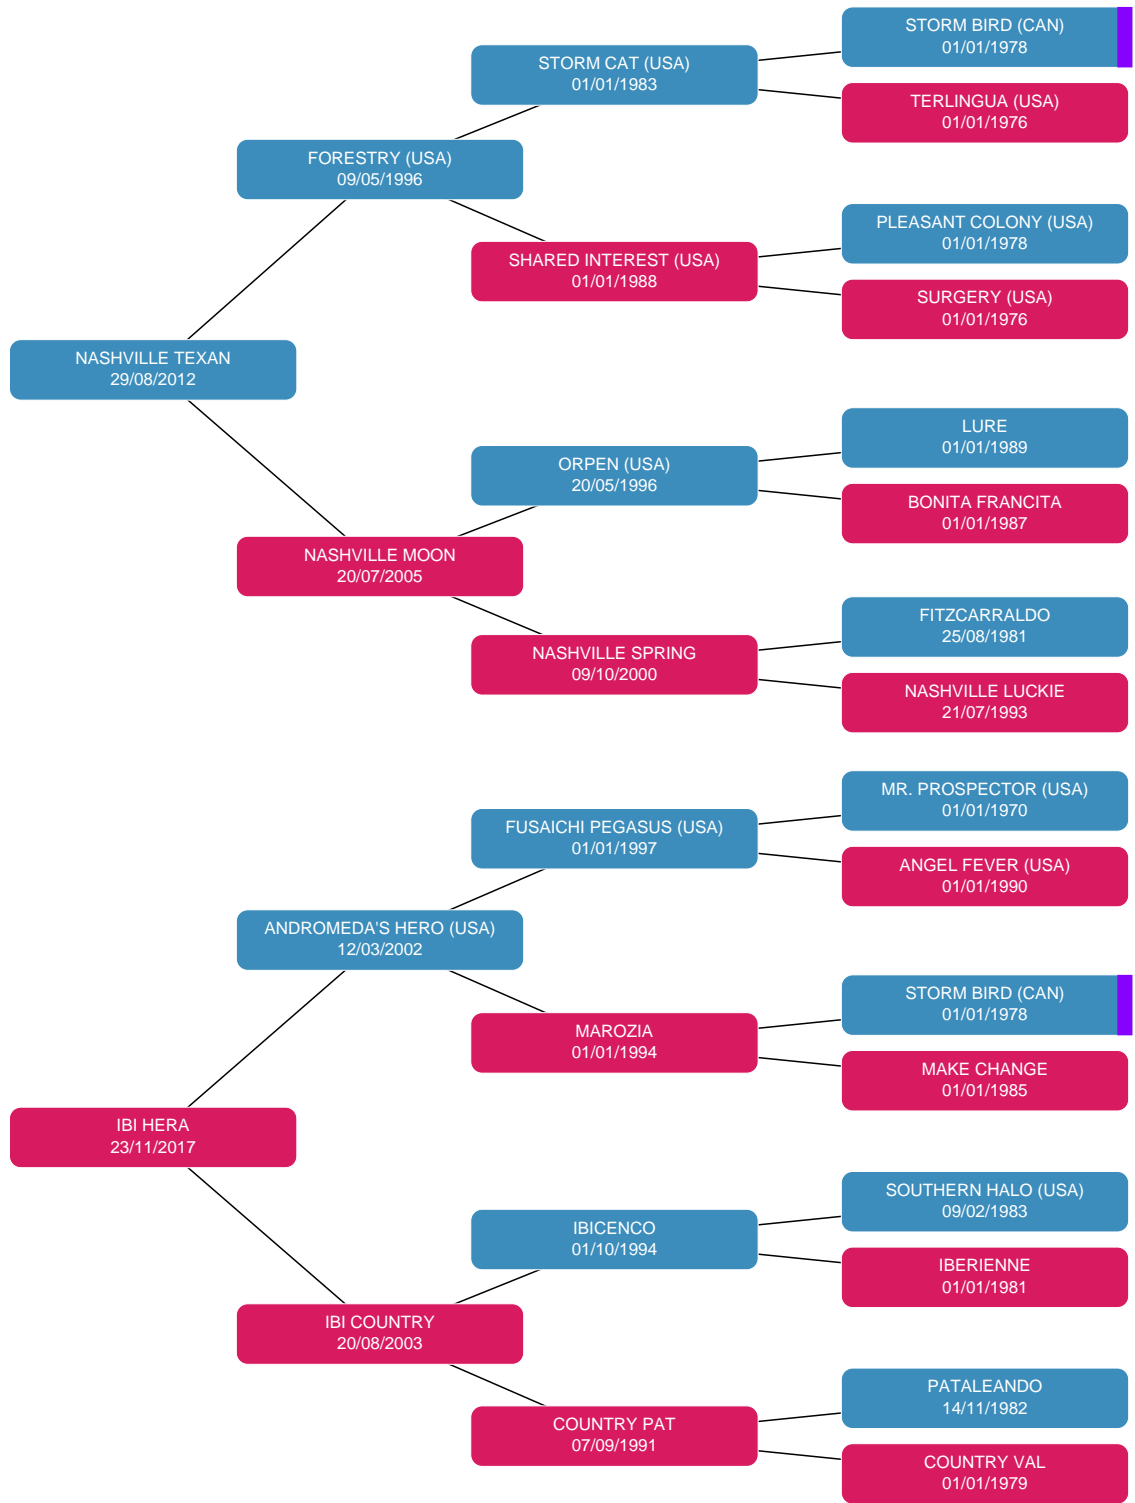 STORM BIRD (CAN)
01/01/1978
STORM CAT (USA)
01/01/1983
TERLINGUA (USA)
01/01/1976
FORESTRY (USA)
09/05/1996
PLEASANT COLONY (USA)
01/01/1978
SHARED INTEREST (USA)
01/01/1988
SURGERY (USA)
01/01/1976
NASHVILLE TEXAN
29/08/2012
LURE
01/01/1989
ORPEN (USA)
20/05/1996
BONITA FRANCITA
01/01/1987
NASHVILLE MOON
20/07/2005
FITZCARRALDO
25/08/1981
NASHVILLE SPRING
09/10/2000
NASHVILLE LUCKIE
21/07/1993
MR. PROSPECTOR (USA)
01/01/1970
FUSAICHI PEGASUS (USA)
01/01/1997
ANGEL FEVER (USA)
01/01/1990
ANDROMEDA'S HERO (USA)
12/03/2002
STORM BIRD (CAN)
01/01/1978
MAROZIA
01/01/1994
MAKE CHANGE
01/01/1985
IBI HERA
23/11/2017
SOUTHERN HALO (USA)
09/02/1983
IBICENCO
01/10/1994
IBERIENNE
01/01/1981
IBI COUNTRY
20/08/2003
PATALEANDO
14/11/1982
COUNTRY PAT
07/09/1991
COUNTRY VAL
01/01/1979